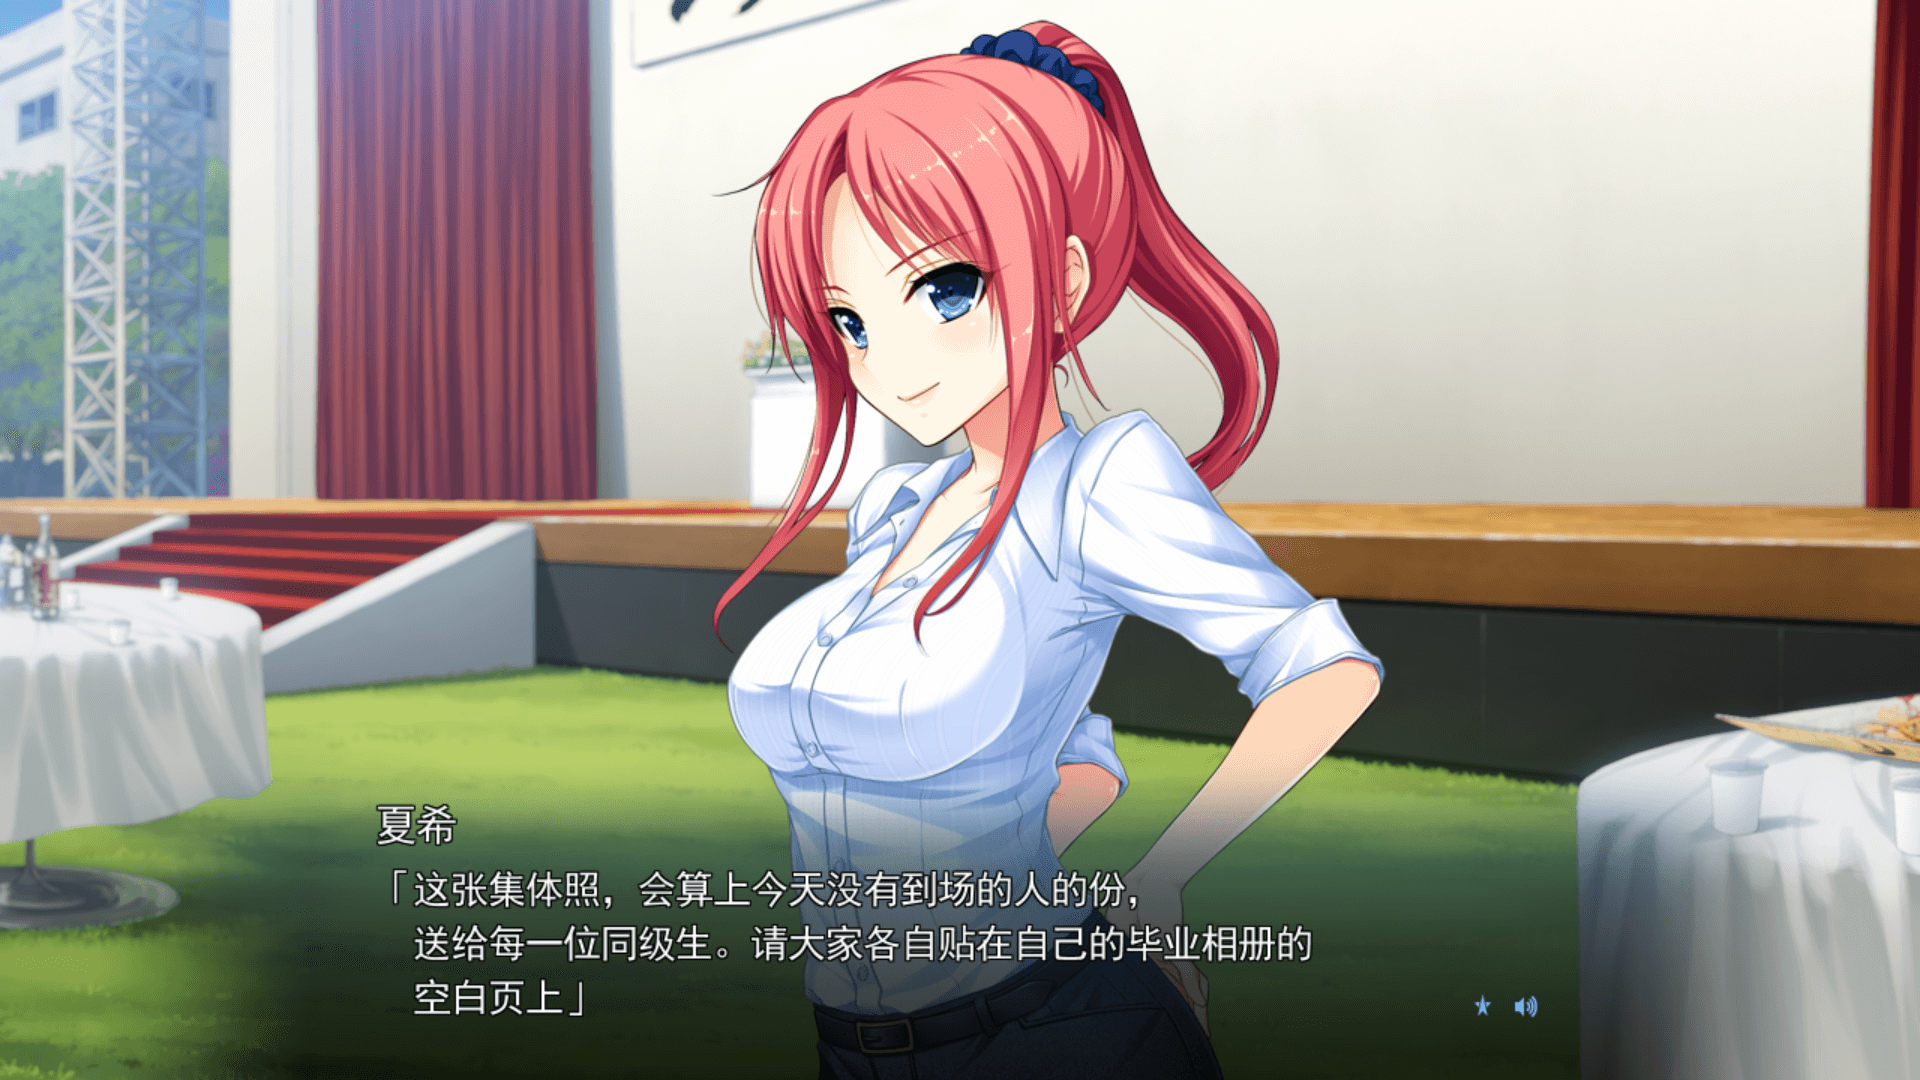 夏希
「这张集体照，会算上今天没有到场的人的份，
送给每一位同级生。请大家各自贴在自己的毕业相册的
空白页上」